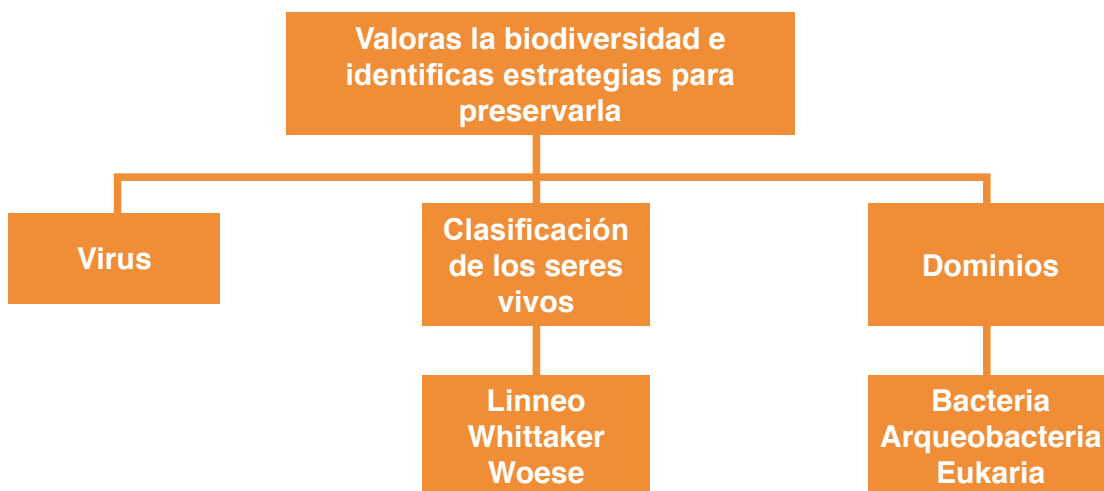 Valoras la biodiversidad e
identificas estrategias para
preservarla
Virus
Clasificación
de los seres
vivos
Dominios
Linneo
Whittaker
Woese
Bacteria
Arqueobacteria
Eukaria